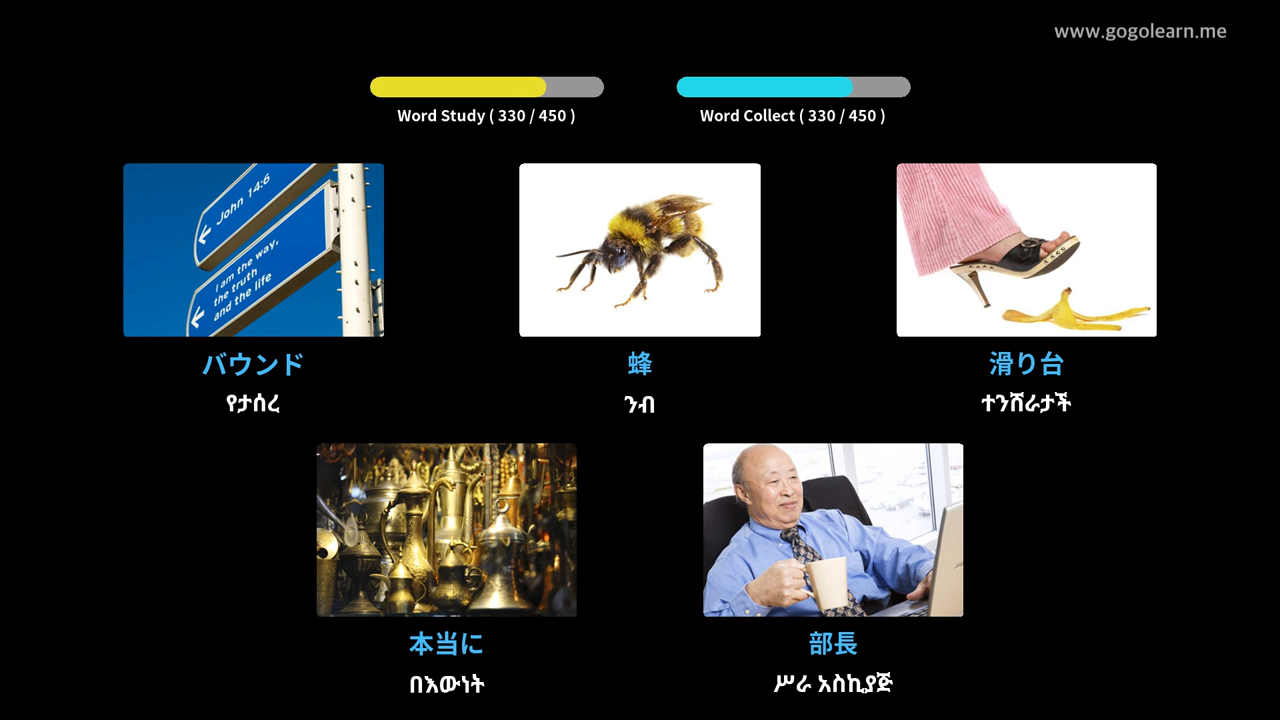 www.gogolearn.me
Word Study ( 330 / 450 )
Word Collect ( 330 / 450 )
John 14:6
I am the way,
the truth
and the life
バウンド
የታሰረ
蜂
ንብ
滑り台
ተንሸራታች
本当に
በእውነት
部長
ሥራ አስኪያጅ